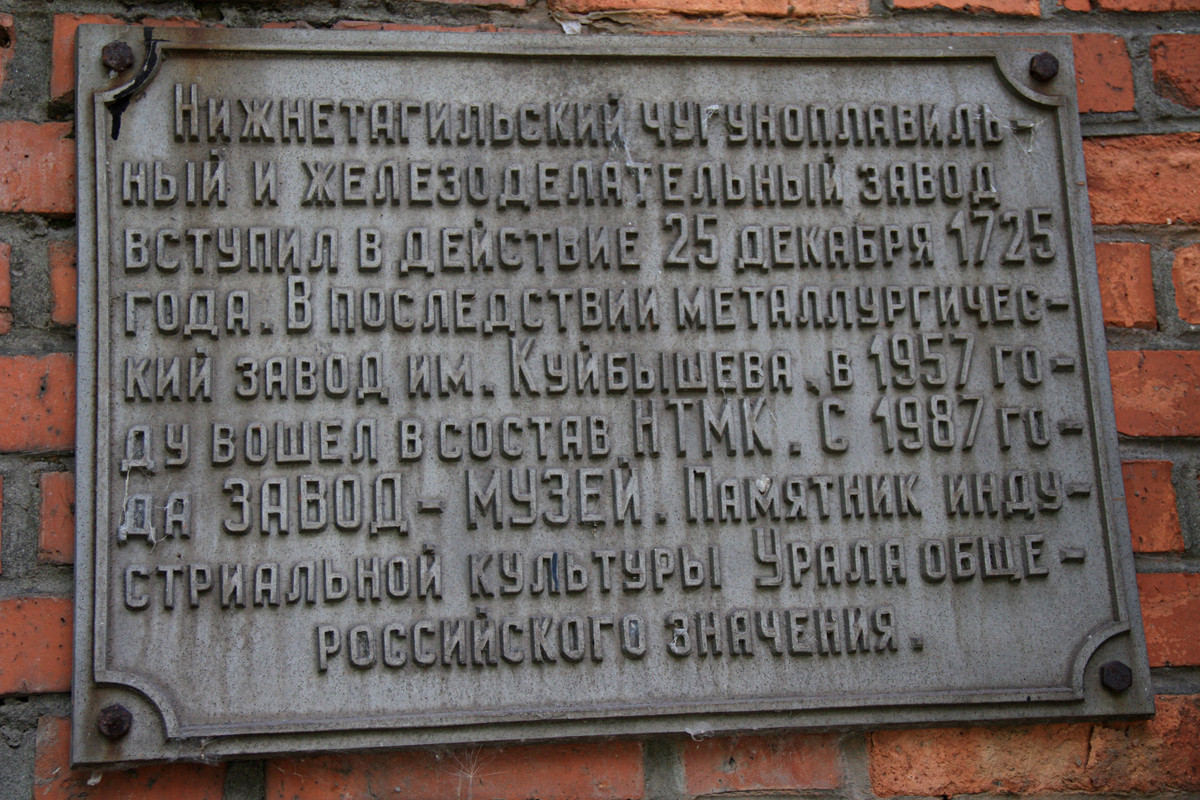 Нижнетагильский чугуноплавиль-
ный и железоделательный завод
вступил в действие 25 декабря 1725
года. В последствии металлургичес-
кий завод им. Куйбышева, в 1957 го-
ду вошел в состав НТМК. С 1987 го-
да ЗАВОД-МУЗЕЙ. Памятник инду-
стриальной культуры Урала обще-
российского значения.